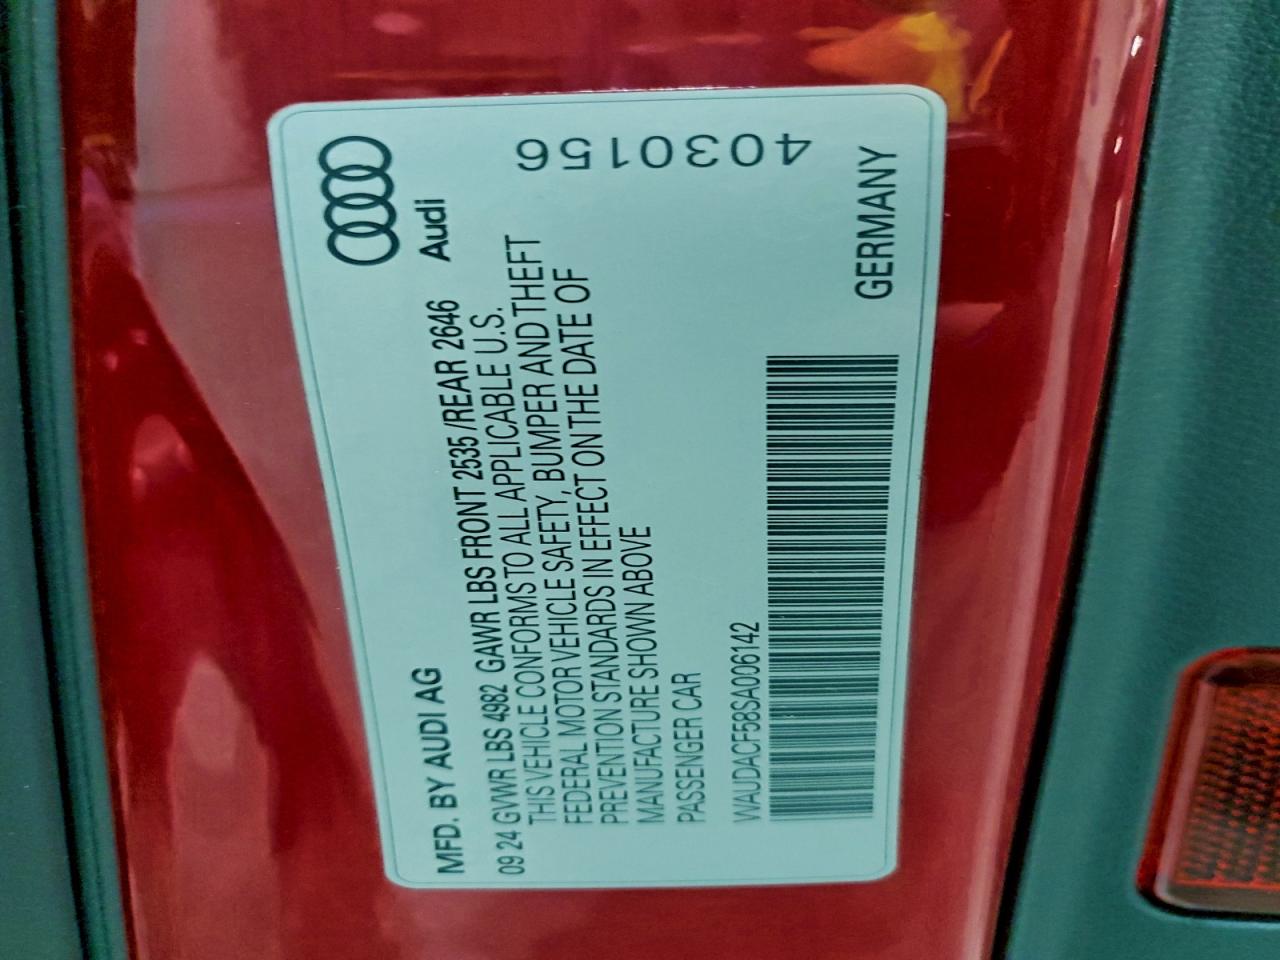 Audi
MFD. BY AUDI AG
09 24 GVWR LBS 4982 GAWR LBS FRONT 2535 /REAR 2646
THIS VEHICLE CONFORMS TO ALL APPLICABLE U.S.
FEDERAL MOTOR VEHICLE SAFETY, BUMPER AND THEFT
PREVENTION STANDARDS IN EFFECT ON THE DATE OF
MANUFACTURE SHOWN ABOVE
PASSENGER CAR
WAUDACF58SA006142
GERMANY
4030156